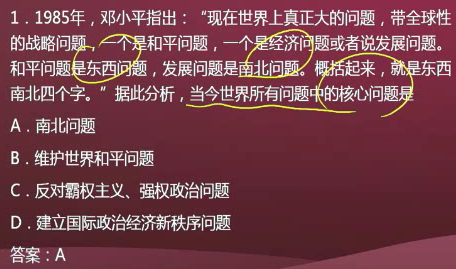 1．1985年，邓小平指出：“现在世界上真正大的问题，带全球性
的战略问题，一个是和平问题，一个是经济问题或者说发展问题。
和平问题是东西问题，发展问题是南北问题。概括起来，就是东西
南北四个字。”据此分析，当今世界所有问题中的核心问题是
A．南北问题
B．维护世界和平问题
C．反对霸权主义、强权政治问题
D．建立国际政治经济新秩序问题
答案：A